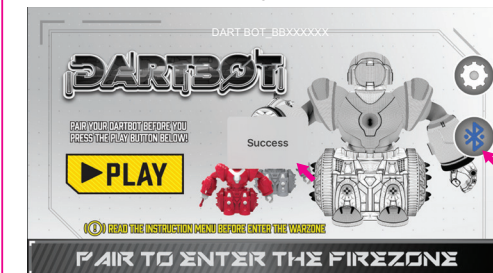 DART BOT_BBXXXXXX
DARTBOT
PAIR YOUR DARTBOT BEFORE YOU
PRESS THE PLAY BUTTON BELOW!
Success
PLAY
READ THE INSTRUCTION MENU BEFORE ENTER THE WARZONE
PAIR TO ENTER THE FIREZONE